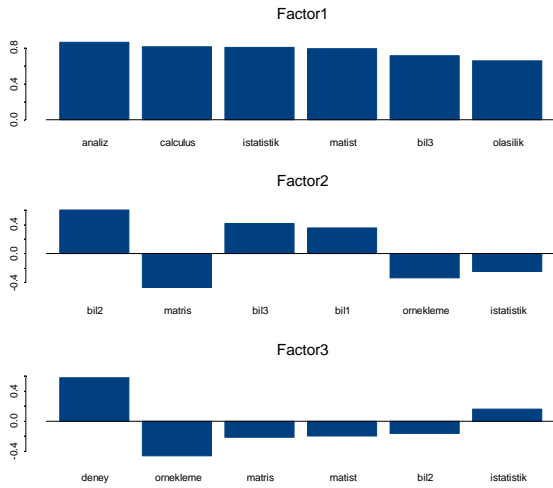 Factor1
0.8
0.4
0.0
analiz calculus istatistik matist bil3 olasilik
Factor2
0.4
0.0
-0.4
bil2 matris bil3 bil1 ornekleme istatistik
Factor3
0.4
0.0
-0.4
deney ornekleme matris matist bil2 istatistik